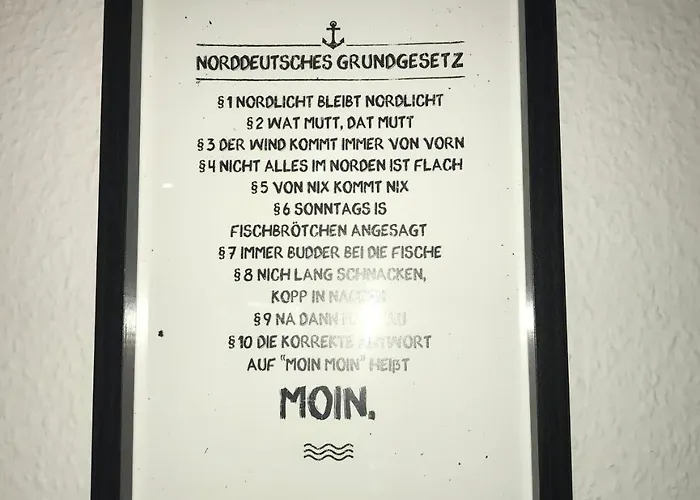 NORDDEUTSCHES GRUNDGESETZ
§1 NORDLICHT BLEIBT NORDLICHT
§2 WAT MUTT, DAT MUTT
§3 DER WIND KOMMT IMMER VON VORN
§4 NICHT ALLES IM NORDEN IST FLACH
§5 VON NIX KOMMT NIX
§6 SONNTAGS IS
FISCHBRÖTCHEN ANGESAGT
§7 IMMER BUDDER BEI DIE FISCHE
§8 NICH LANG SCHNACKEN,
KOPP IN
§9 NA DANN
§10 DIE KORREKTE ANTWORT
AUF "MOIN MOIN" HEIßT
MOIN.